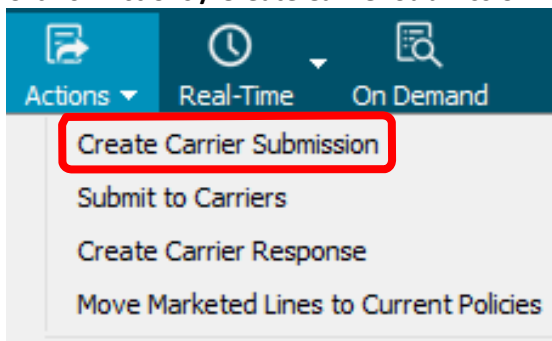 Actions Real-Time On Demand
Create Carrier Submission
Submit to Carriers
Create Carrier Response
Move Marketed Lines to Current Policies